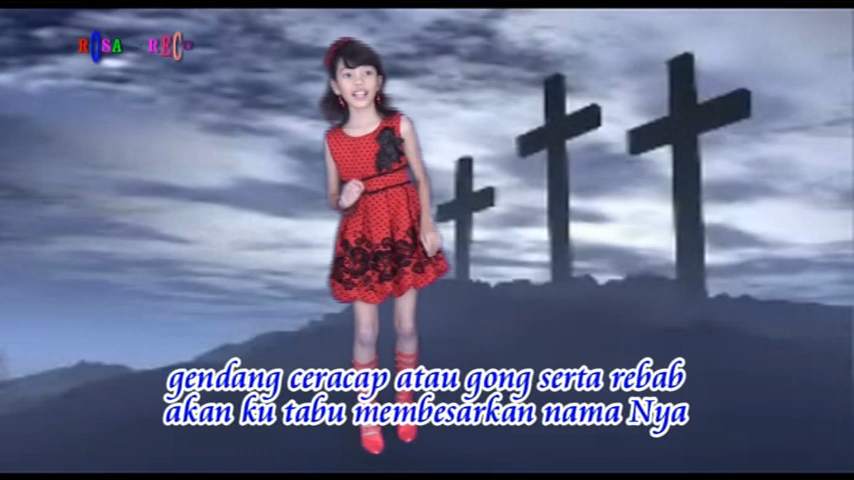 ROSA RECO
gendang ceracap atau gong serta rebab
akan ku tabu membesarkan nama Nya